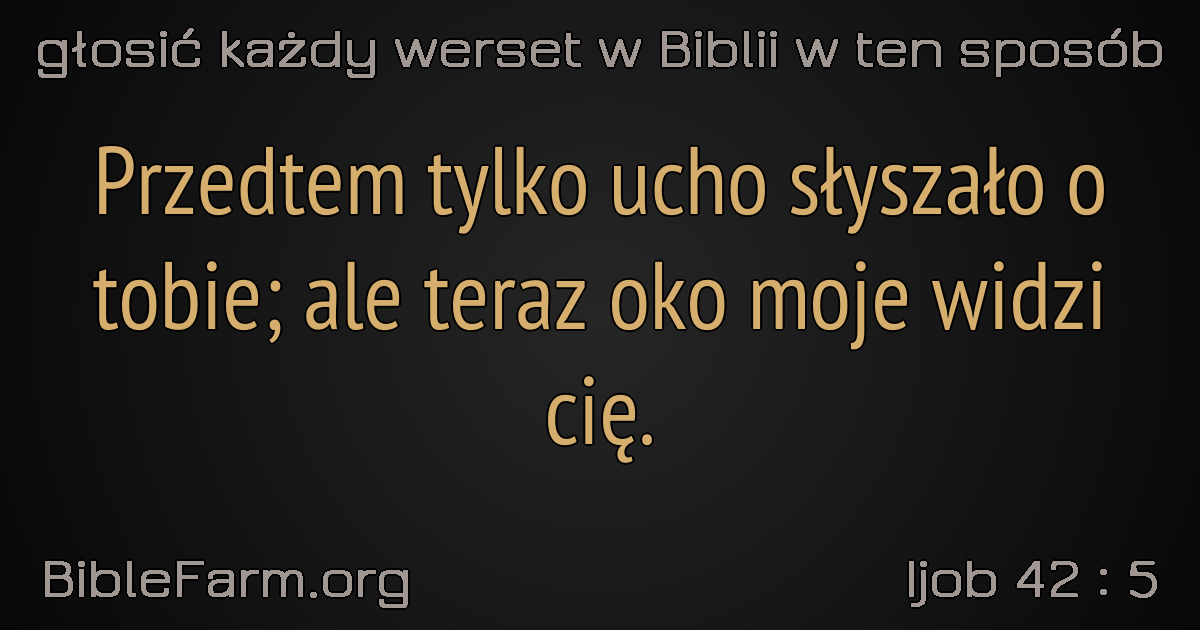 głosić każdy werset w Biblii w ten sposób
Przedtem tylko ucho słyszało o
tobie; ale teraz oko moje widzi
cię.
BibleFarm.org
Ijob 42 : 5